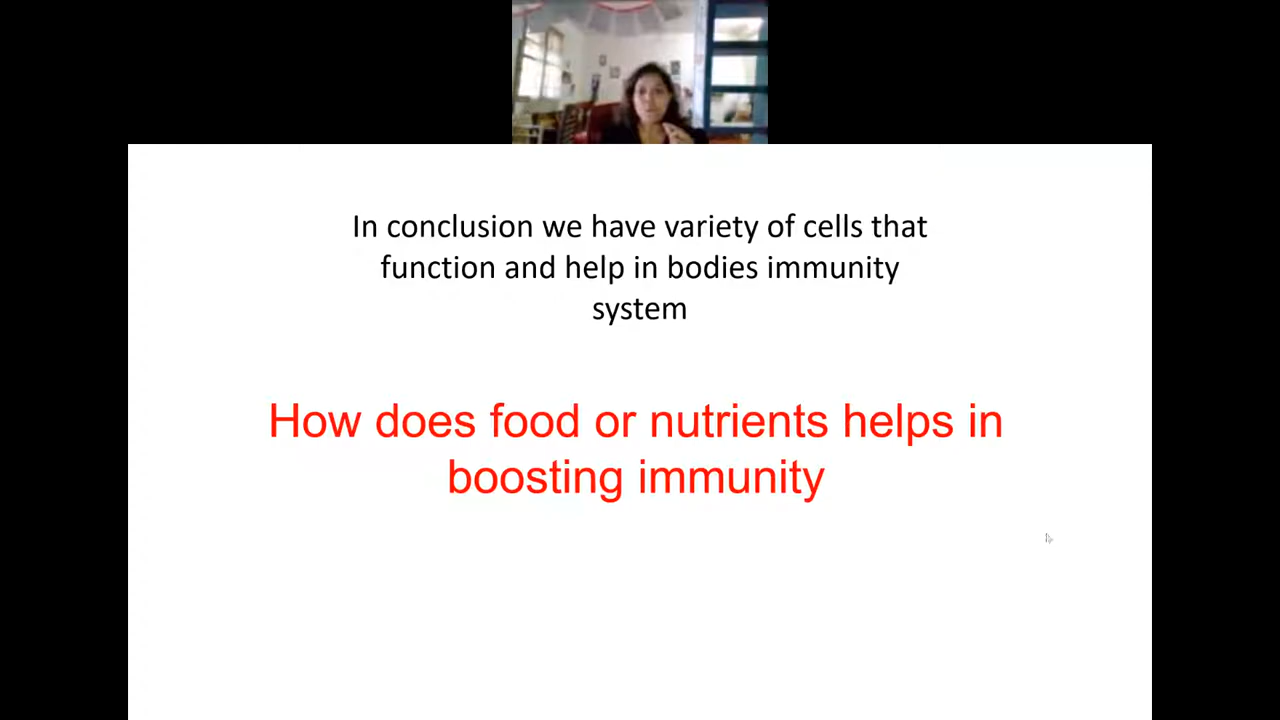 In conclusion we have variety of cells that
function and help in bodies immunity
system
How does food or nutrients helps in
boosting immunity